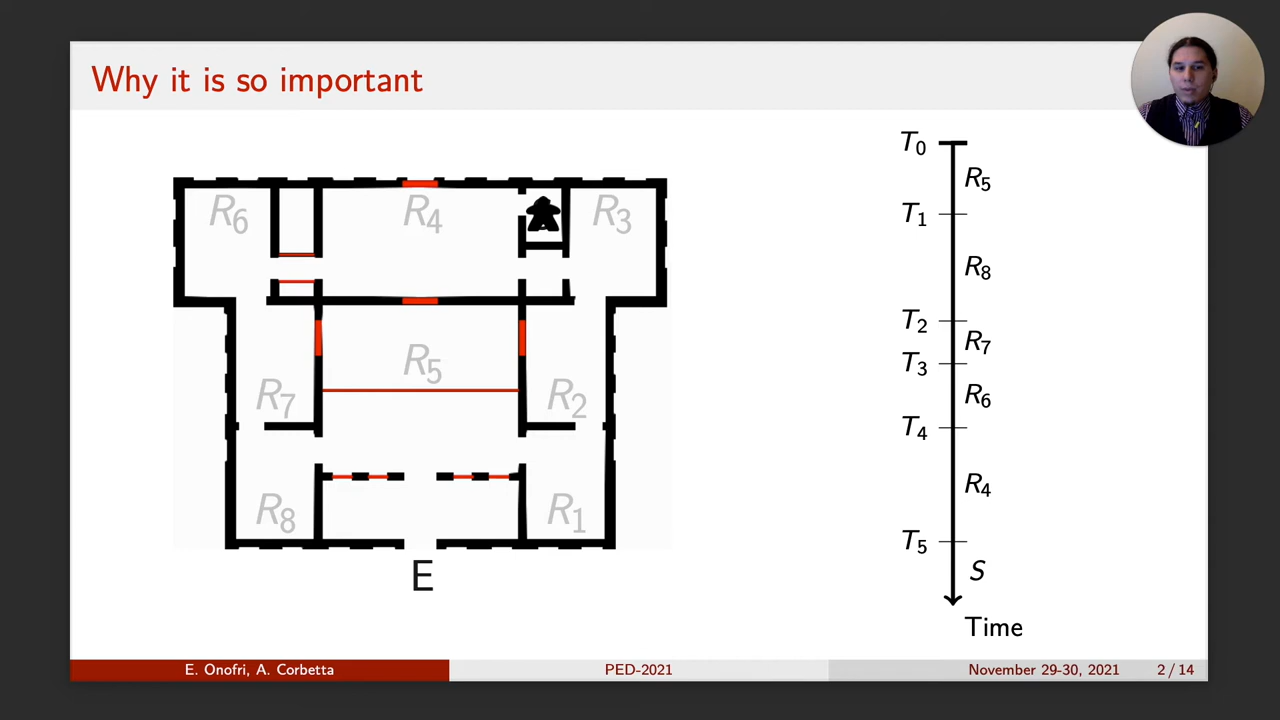 Why it is so important
R6
R4
R3
R5
R7
R2
R8
R1
E
T0
R5
T1
R8
T2
R7
T3
R6
T4
R4
T5
S
Time
E. Onofri, A. Corbetta
PED-2021
November 29-30, 2021
2 / 14